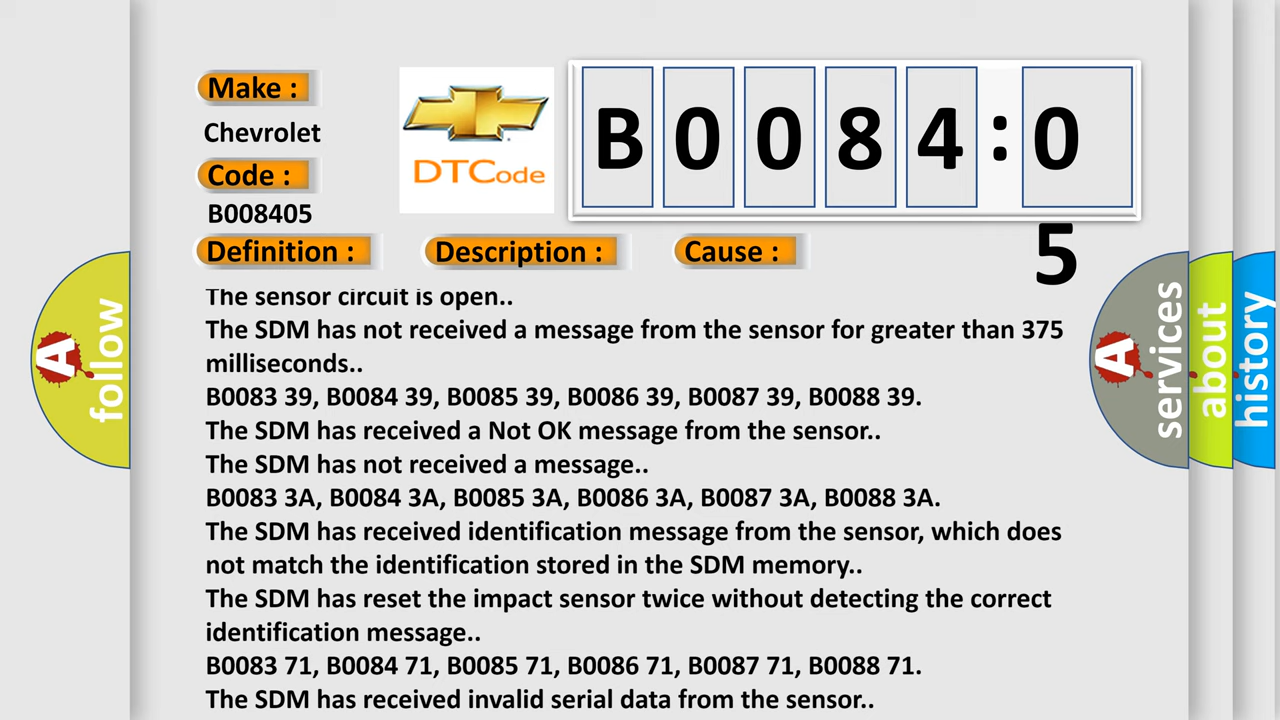 Make :
Chevrolet
Code :
B008405
DTCode
B0084:0
5
Definition :
Description :
Cause :
The sensor circuit is open..
The SDM has not received a message from the sensor for greater than 375
milliseconds..
B0083 39, B0084 39, B0085 39, B0086 39, B0087 39, B0088 39.
The SDM has received a Not OK message from the sensor..
The SDM has not received a message..
B0083 3A, B0084 3A, B0085 3A, B0086 3A, B0087 3A, B0088 3A.
The SDM has received identification message from the sensor, which does
not match the identification stored in the SDM memory..
The SDM has reset the impact sensor twice without detecting the correct
identification message..
B0083 71, B0084 71, B0085 71, B0086 71, B0087 71, B0088 71.
The SDM has received invalid serial data from the sensor..
A
follow
A
services
about
history